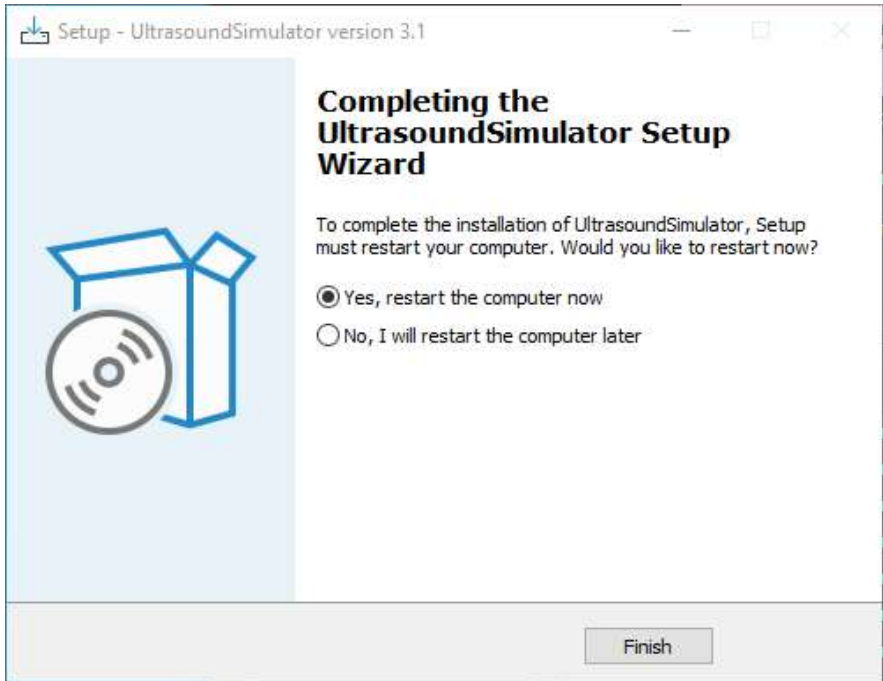 Setup - UltrasoundSimulator version 3.1
Completing the
UltrasoundSimulator Setup
Wizard
To complete the installation of UltrasoundSimulator, Setup
must restart your computer. Would you like to restart now?
Yes, restart the computer now
No, I will restart the computer later
Finish